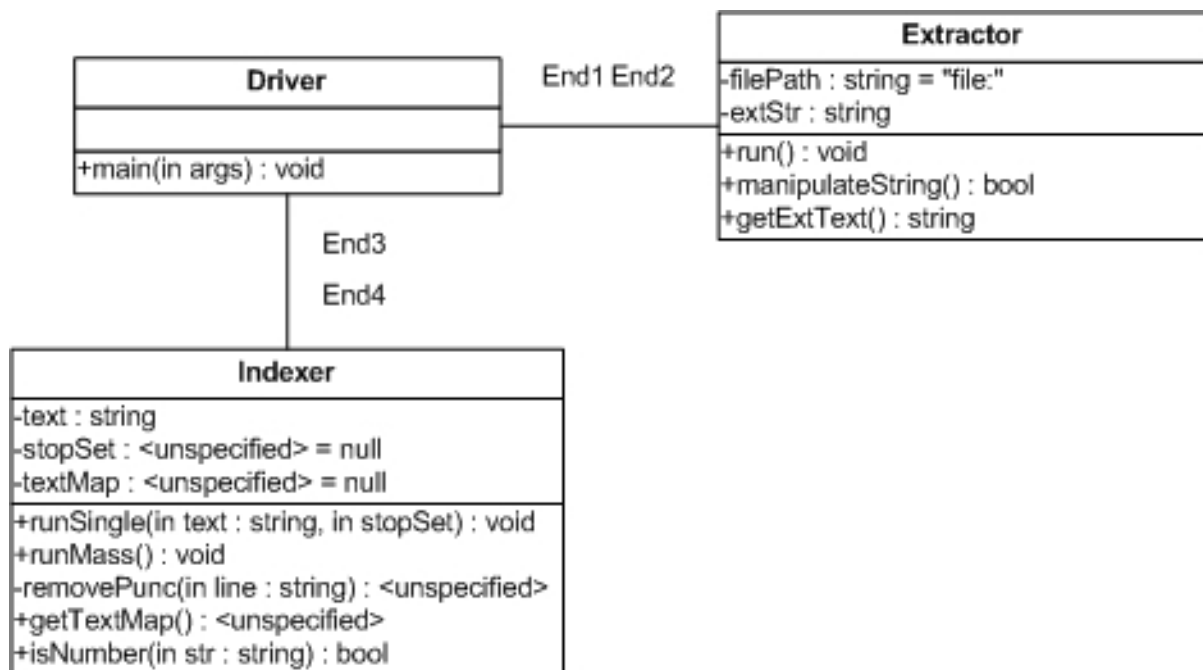 Driver
+main(in args) : void
End1 End2
Extractor
-filePath : string = "file:"
-extStr : string
+run() : void
+manipulateString() : bool
+getExtText() : string
End3
End4
Indexer
-text : string
-stopSet : <unspecified> = null
-textMap : <unspecified> = null
+runSingle(in text : string, in stopSet) : void
+runMass() : void
-removePunc(in line : string) : <unspecified>
+getTextMap() : <unspecified>
+isNumber(in str : string) : bool